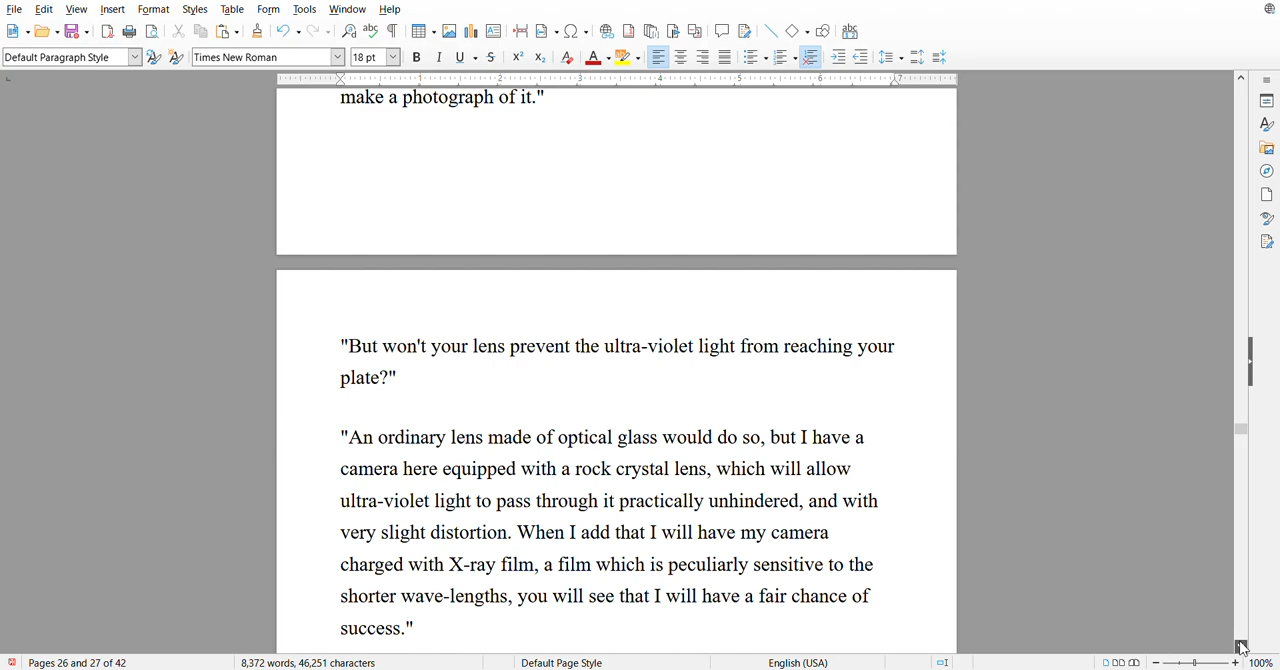 File Edit View Insert Format Styles Table Form Tools Window Help
Default Paragraph Style Times New Roman 18 pt
make a photograph of it."
"But won't your lens prevent the ultra-violet light from reaching your
plate?"
"An ordinary lens made of optical glass would do so, but I have a
camera here equipped with a rock crystal lens, which will allow
ultra-violet light to pass through it practically unhindered, and with
very slight distortion. When I add that I will have my camera
charged with X-ray film, a film which is peculiarly sensitive to the
shorter wave-lengths, you will see that I will have a fair chance of
success."
Pages 26 and 27 of 42 8,372 words, 46,251 characters Default Page Style English (USA) 100%